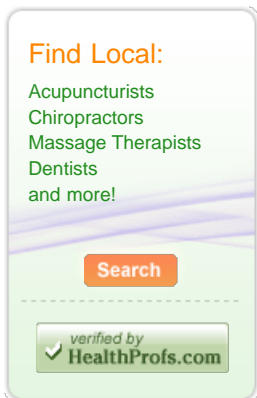 Find Local:
Acupuncturists
Chiropractors
Massage Therapists
Dentists
and more!
Search
verified by
HealthProfs.com